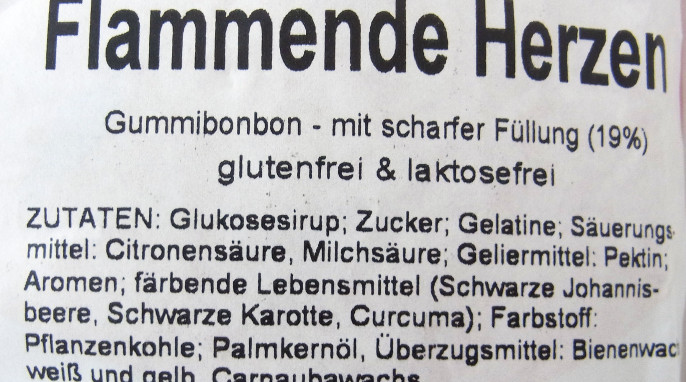 Flammende Herzen
Gummibonbon - mit scharfer Füllung (19%)
glutenfrei & laktosefrei
ZUTATEN: Glukosesirup; Zucker; Gelatine; Säuerungs-
mittel: Citronensäure, Milchsäure; Geliermittel: Pektin;
Aromen; färbende Lebensmittel (Schwarze Johannis-
beere, Schwarze Karotte, Curcuma); Farbstoff:
Pflanzenkohle; Palmkernöl, Überzugsmittel: Bienenwac
weiß und gelb, Carnaubawachs